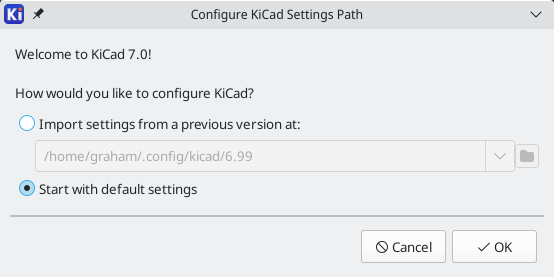 Ki
Configure KiCad Settings Path
Welcome to KiCad 7.0!
How would you like to configure KiCad?
Import settings from a previous version at:
/home/graham/.config/kicad/6.99
Start with default settings
Cancel
OK